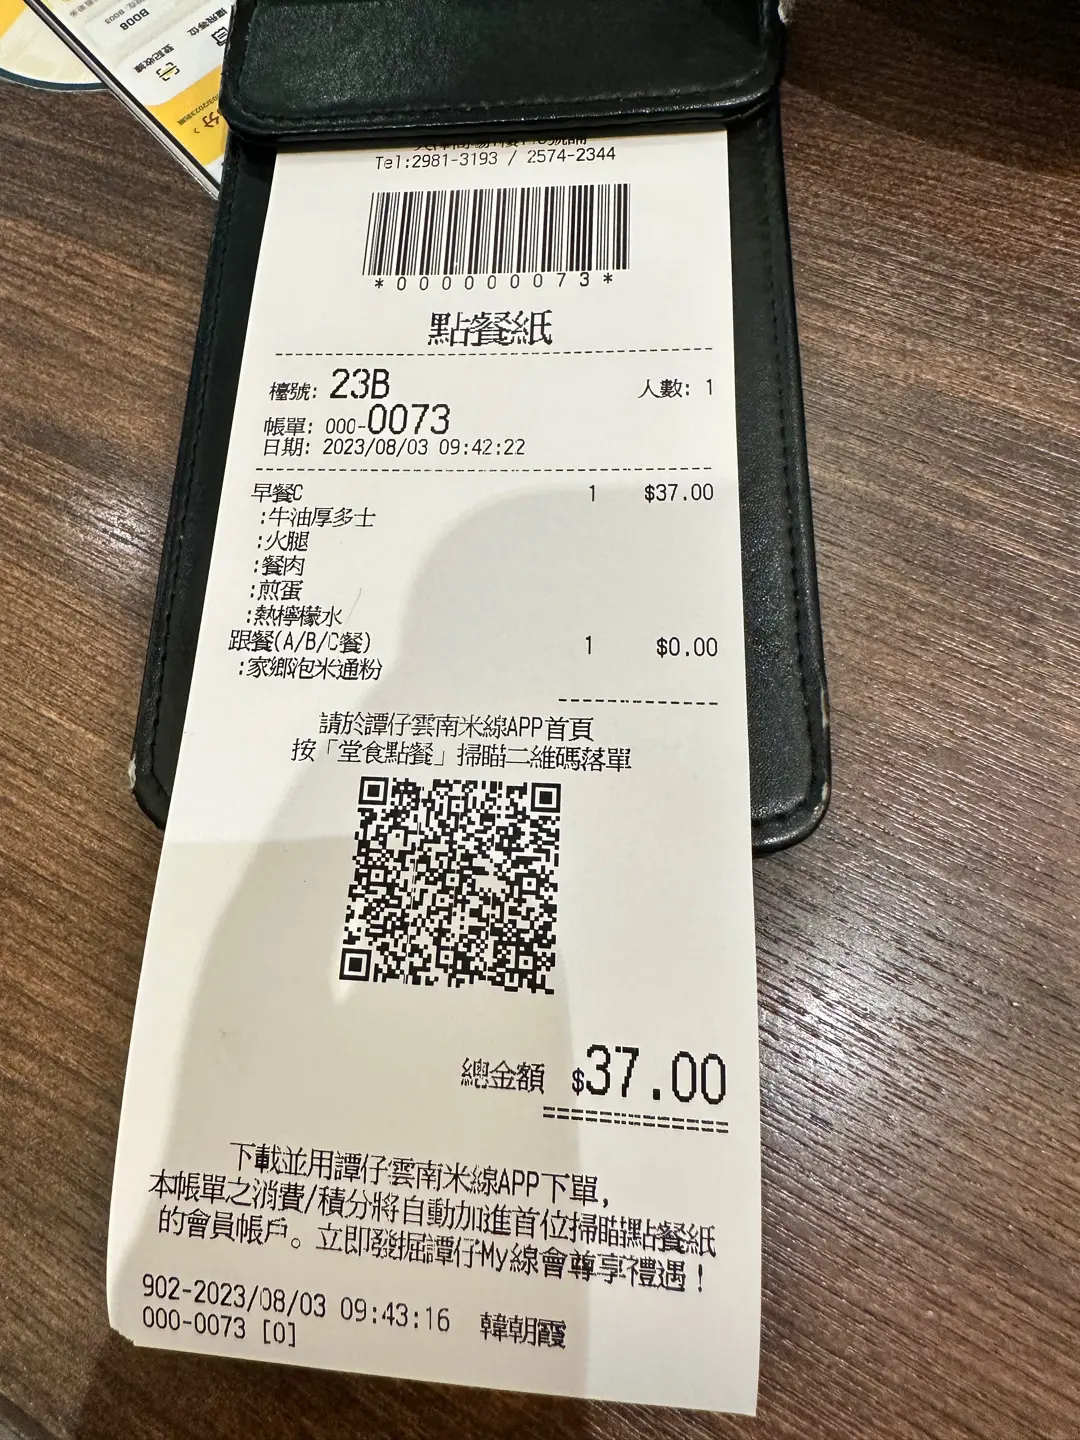 B008
登記收據
Tel:2981-3193 / 2574-2344
*000000073*
點餐紙
檯號: 23B 人數: 1
帳單: 000-0073
日期: 2023/08/03 09:42:22
早餐C 1 $37.00
:牛油厚多士
:火腿
:餐肉
:煎蛋
:熱檸檬水
跟餐(A/B/C餐) 1 $0.00
:家鄉泡米通粉
請於譚仔雲南米線APP首頁
按「堂食點餐」掃瞄二維碼落單
總金額 $37.00
下載並用譚仔雲南米線APP下單,
本帳單之消費/積分將自動加進首位掃瞄點餐紙
的會員帳戶。立即發掘譚仔My線會尊享禮遇！
902-2023/08/03 09:43:16 韓朝霞
000-0073 [0]